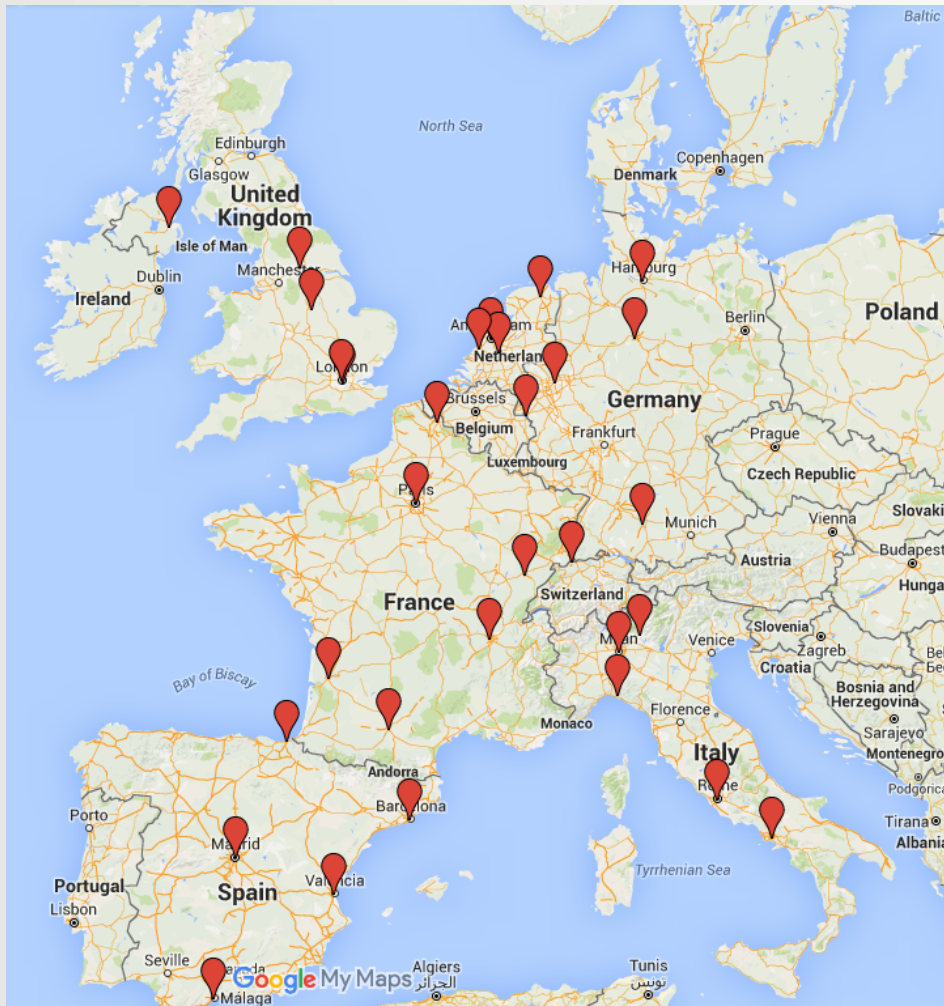 Baltic
North Sea
Edinburgh
Glasgow
Copenhagen
Denmark
United
Kingdom
Isle of Man
Manchester
Hamburg
Dublin
Ireland
Poland
Berlin
Amsterdam
Netherlands
London
Brussels
Belgium
Germany
Frankfurt
Prague
Luxembourg
Czech Republic
Paris
Slovaki
Munich
Vienna
Budapest
Austria
Hunga
France
Switzerland
Slovenia
Milan
Venice
Zagreb
Croatia
Bay of Biscay
Bosnia and
Herzegovina
Florence
Monaco
Sarajevo
Italy
Montenegro
Andorra
Podgorica
Rome
Barcelona
Porto
Tirana
Madrid
Albania
Tyrrhenian Sea
Portugal
Spain
Valencia
Lisbon
Seville
Google My Maps
Algiers
الجزائر
Tunis
تونس
Málaga